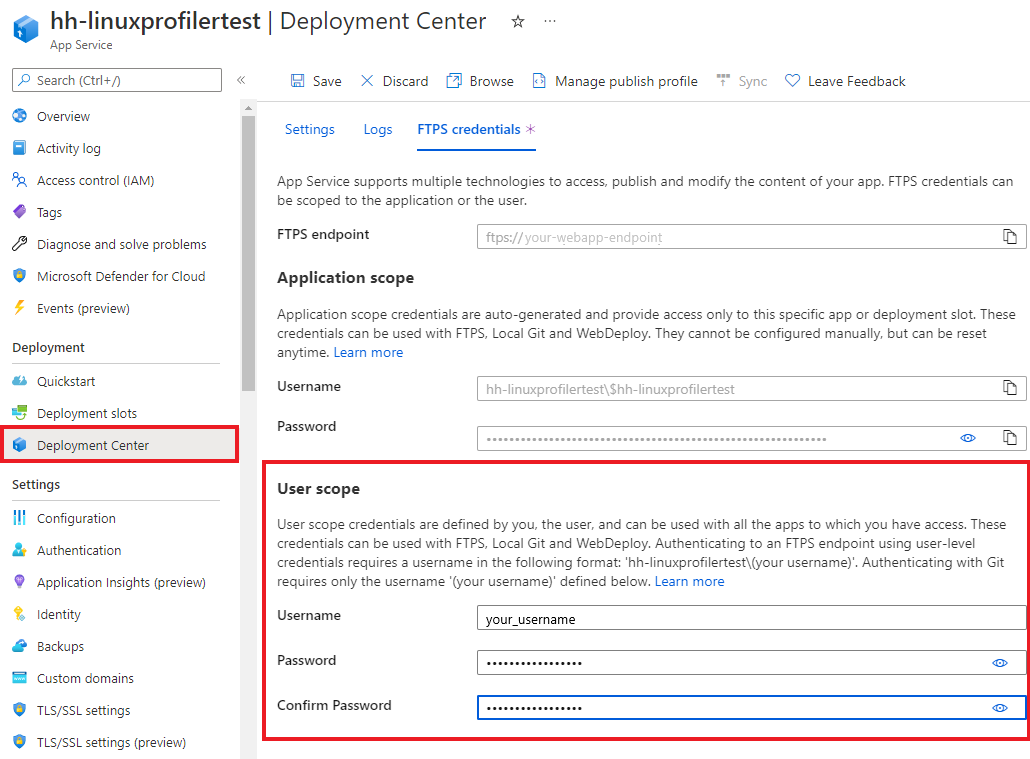 hh-linuxprofilertest | Deployment Center
App Service
Search (Ctrl+/)
Overview
Activity log
Access control (IAM)
Tags
Diagnose and solve problems
Microsoft Defender for Cloud
Events (preview)
Deployment
Quickstart
Deployment slots
Deployment Center
Settings
Configuration
Authentication
Application Insights (preview)
Identity
Backups
Custom domains
TLS/SSL settings
TLS/SSL settings (preview)
Save Discard Browse Manage publish profile Sync Leave Feedback
Settings Logs FTPS credentials *
App Service supports multiple technologies to access, publish and modify the content of your app. FTPS credentials can
be scoped to the application or the user.
FTPS endpoint ftps://your-webapp-endpoint
Application scope
Application scope credentials are auto-generated and provide access only to this specific app or deployment slot. These
credentials can be used with FTPS, Local Git and WebDeploy. They cannot be configured manually, but can be reset
anytime. Learn more
Username hh-linuxprofilertest\$hh-linuxprofilertest
Password
User scope
User scope credentials are defined by you, the user, and can be used with all the apps to which you have access. These
credentials can be used with FTPS, Local Git and WebDeploy. Authenticating to an FTPS endpoint using user-level
credentials requires a username in the following format: 'hh-linuxprofilertest\(your username)'. Authenticating with Git
requires only the username '(your username)' defined below. Learn more
Username your_username
Password
Confirm Password